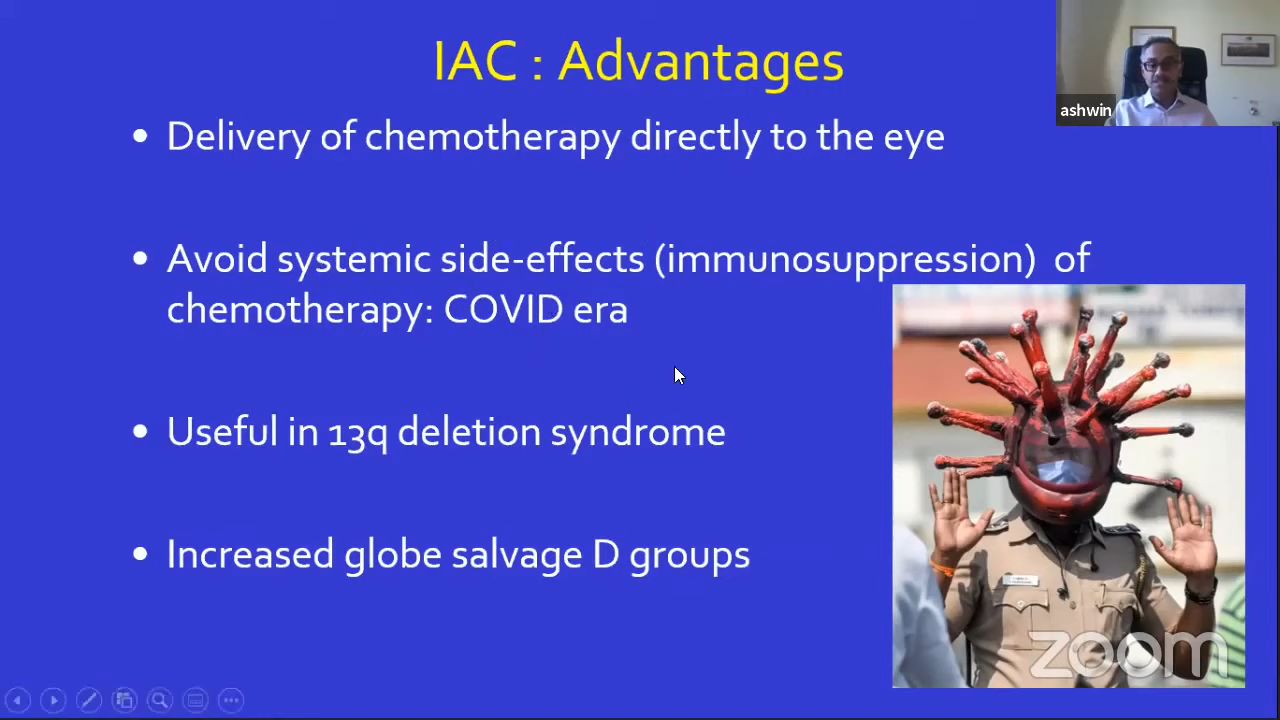 IAC : Advantages
ashwin
• Delivery of chemotherapy directly to the eye
• Avoid systemic side-effects (immunosuppression) of
chemotherapy: COVID era
• Useful in 13q deletion syndrome
• Increased globe salvage D groups
zoom